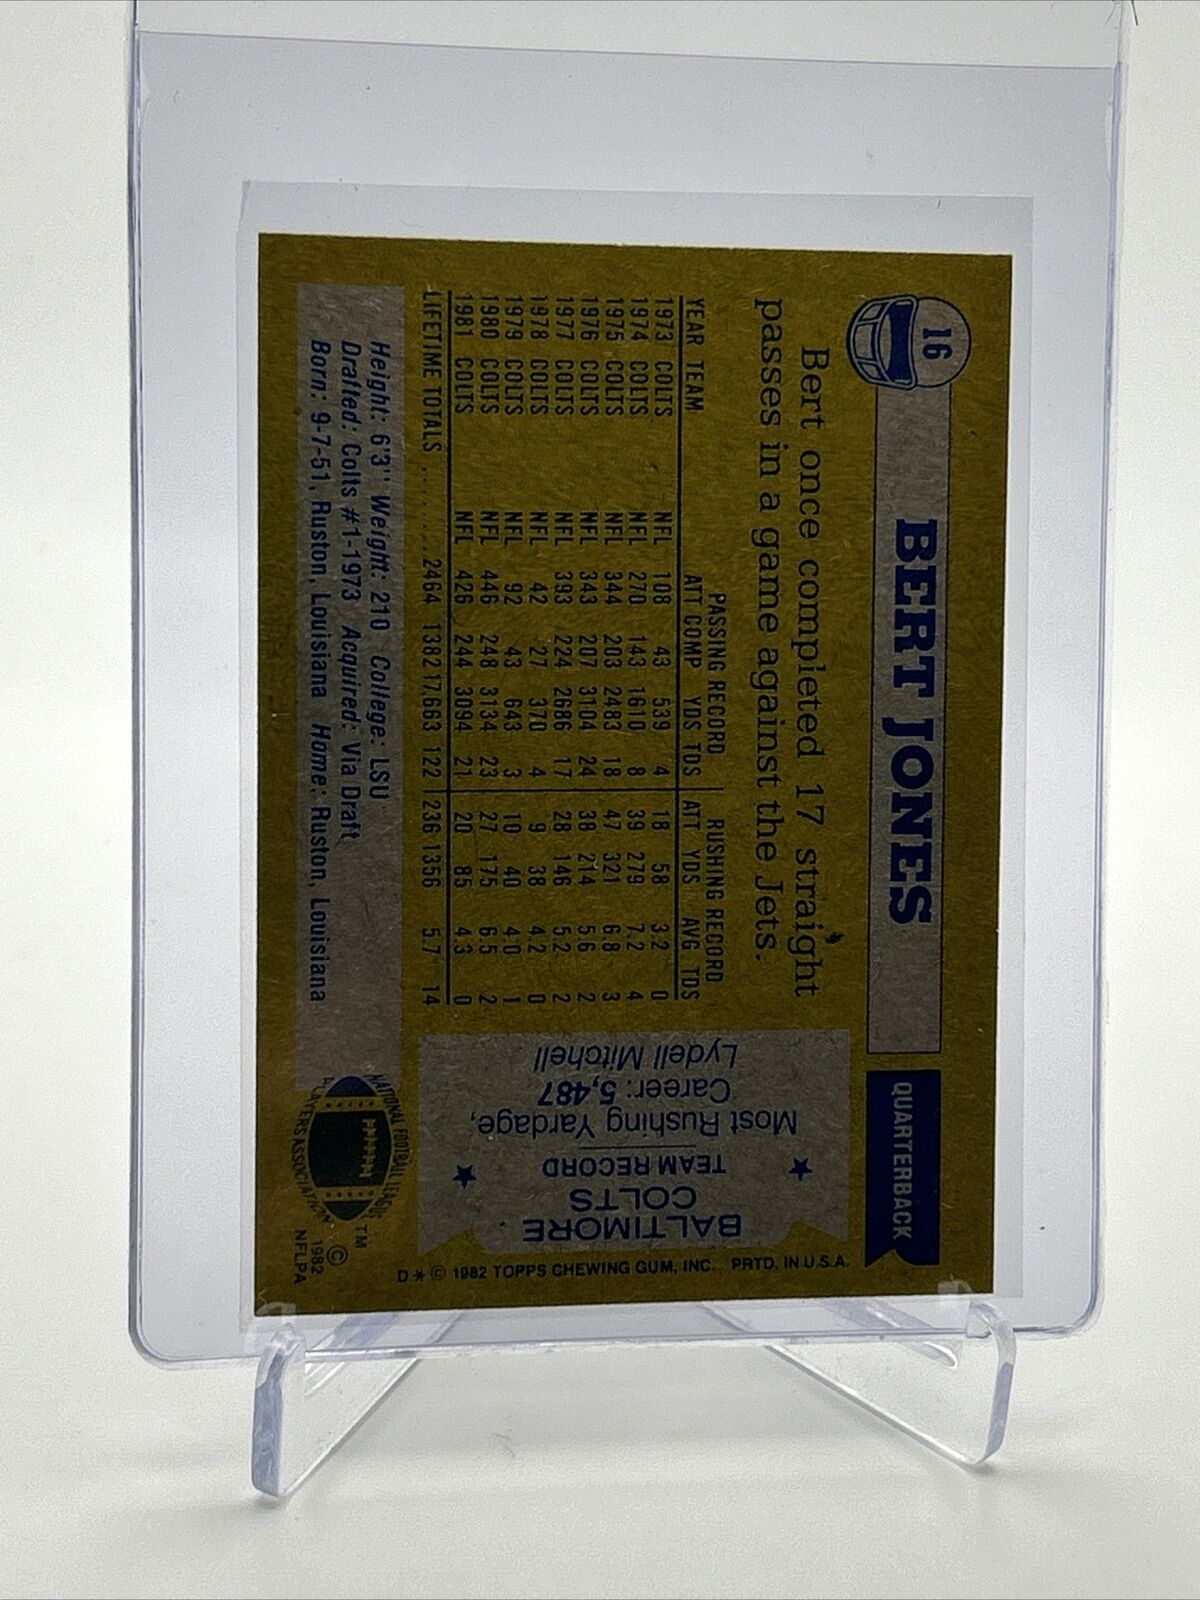 16
BERT JONES
QUARTERBACK
Bert once completed 17 straight
passes in a game against the Jets.
PASSING RECORD RUSHING RECORD
YEAR TEAM ATT COMP YDS TDS ATT YDS AVG TDS
1973 COLTS NFL 108 43 539 4 18 58 3.2 0
1974 COLTS NFL 270 143 1610 8 39 279 7.2 4
1975 COLTS NFL 344 203 2483 18 47 321 6.8 3
1976 COLTS NFL 343 207 3104 24 38 214 5.6 2
1977 COLTS NFL 393 224 2686 17 28 146 5.2 2
1978 COLTS NFL 42 27 370 4 9 38 4.2 0
1979 COLTS NFL 92 43 643 3 10 40 4.0 1
1980 COLTS NFL 446 248 3134 23 27 175 6.5 2
1981 COLTS NFL 426 244 3094 21 20 85 4.3 0
LIFETIME TOTALS ........ 2464 1382 17,663 122 236 1356 5.7 14
Height: 6'3" Weight: 210 College: LSU
Drafted: Colts #1-1973 Acquired: Via Draft
Born: 9-7-51, Ruston, Louisiana Home: Ruston, Louisiana
BALTIMORE
COLTS
TEAM RECORD
Most Rushing Yardage,
Career: 5,487
Lydell Mitchell
D * © 1982 TOPPS CHEWING GUM, INC. PRTD. IN U.S.A.
NATIONAL FOOTBALL LEAGUE
PLAYERS ASSOCIATION
TM
©
1982
NFLPA